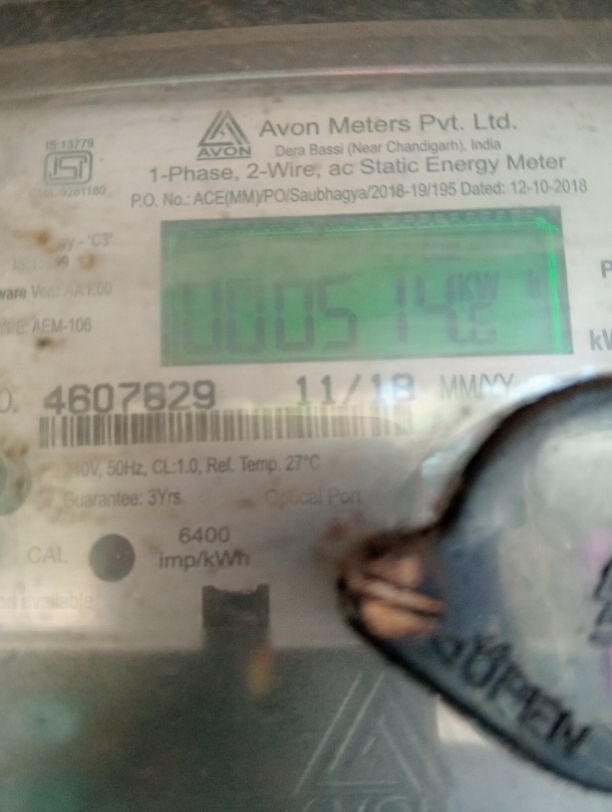 IS:13779
ISI
AVON
Avon Meters Pvt. Ltd.
Dera Bassi (Near Chandigarh), India
1-Phase, 2-Wire, ac Static Energy Meter
P.O. No.: ACE(MM)/PO/Saubhagya/2018-19/195 Dated: 12-10-2018
- 'C3'
AEM-106
KW
4607829 11/18 MM/YY
240V, 50Hz, CL:1.0, Ref. Temp. 27°C
Guarantee: 3Yrs. Optical Port
CAL
6400
imp/kWh
available
OPEN